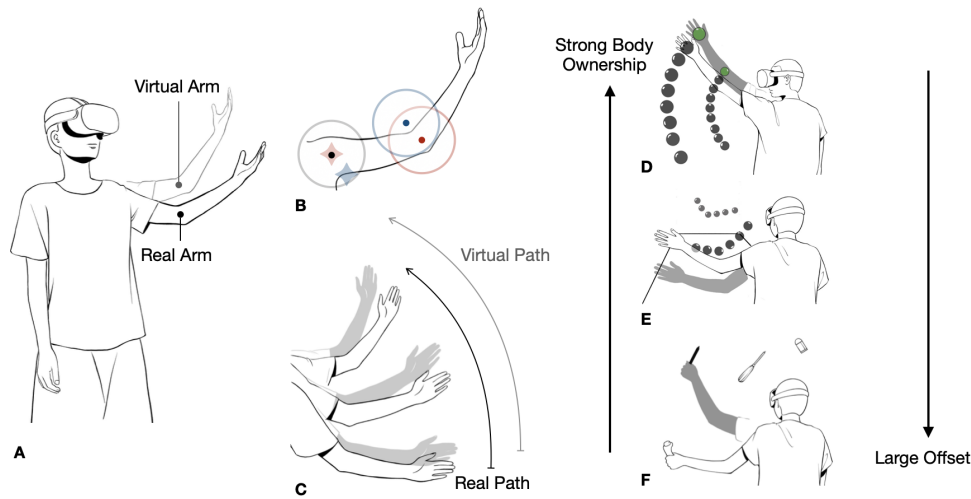 Virtual Arm
Real Arm
A
B
Virtual Path
Real Path
C
Strong Body
Ownership
D
E
F
Large Offset